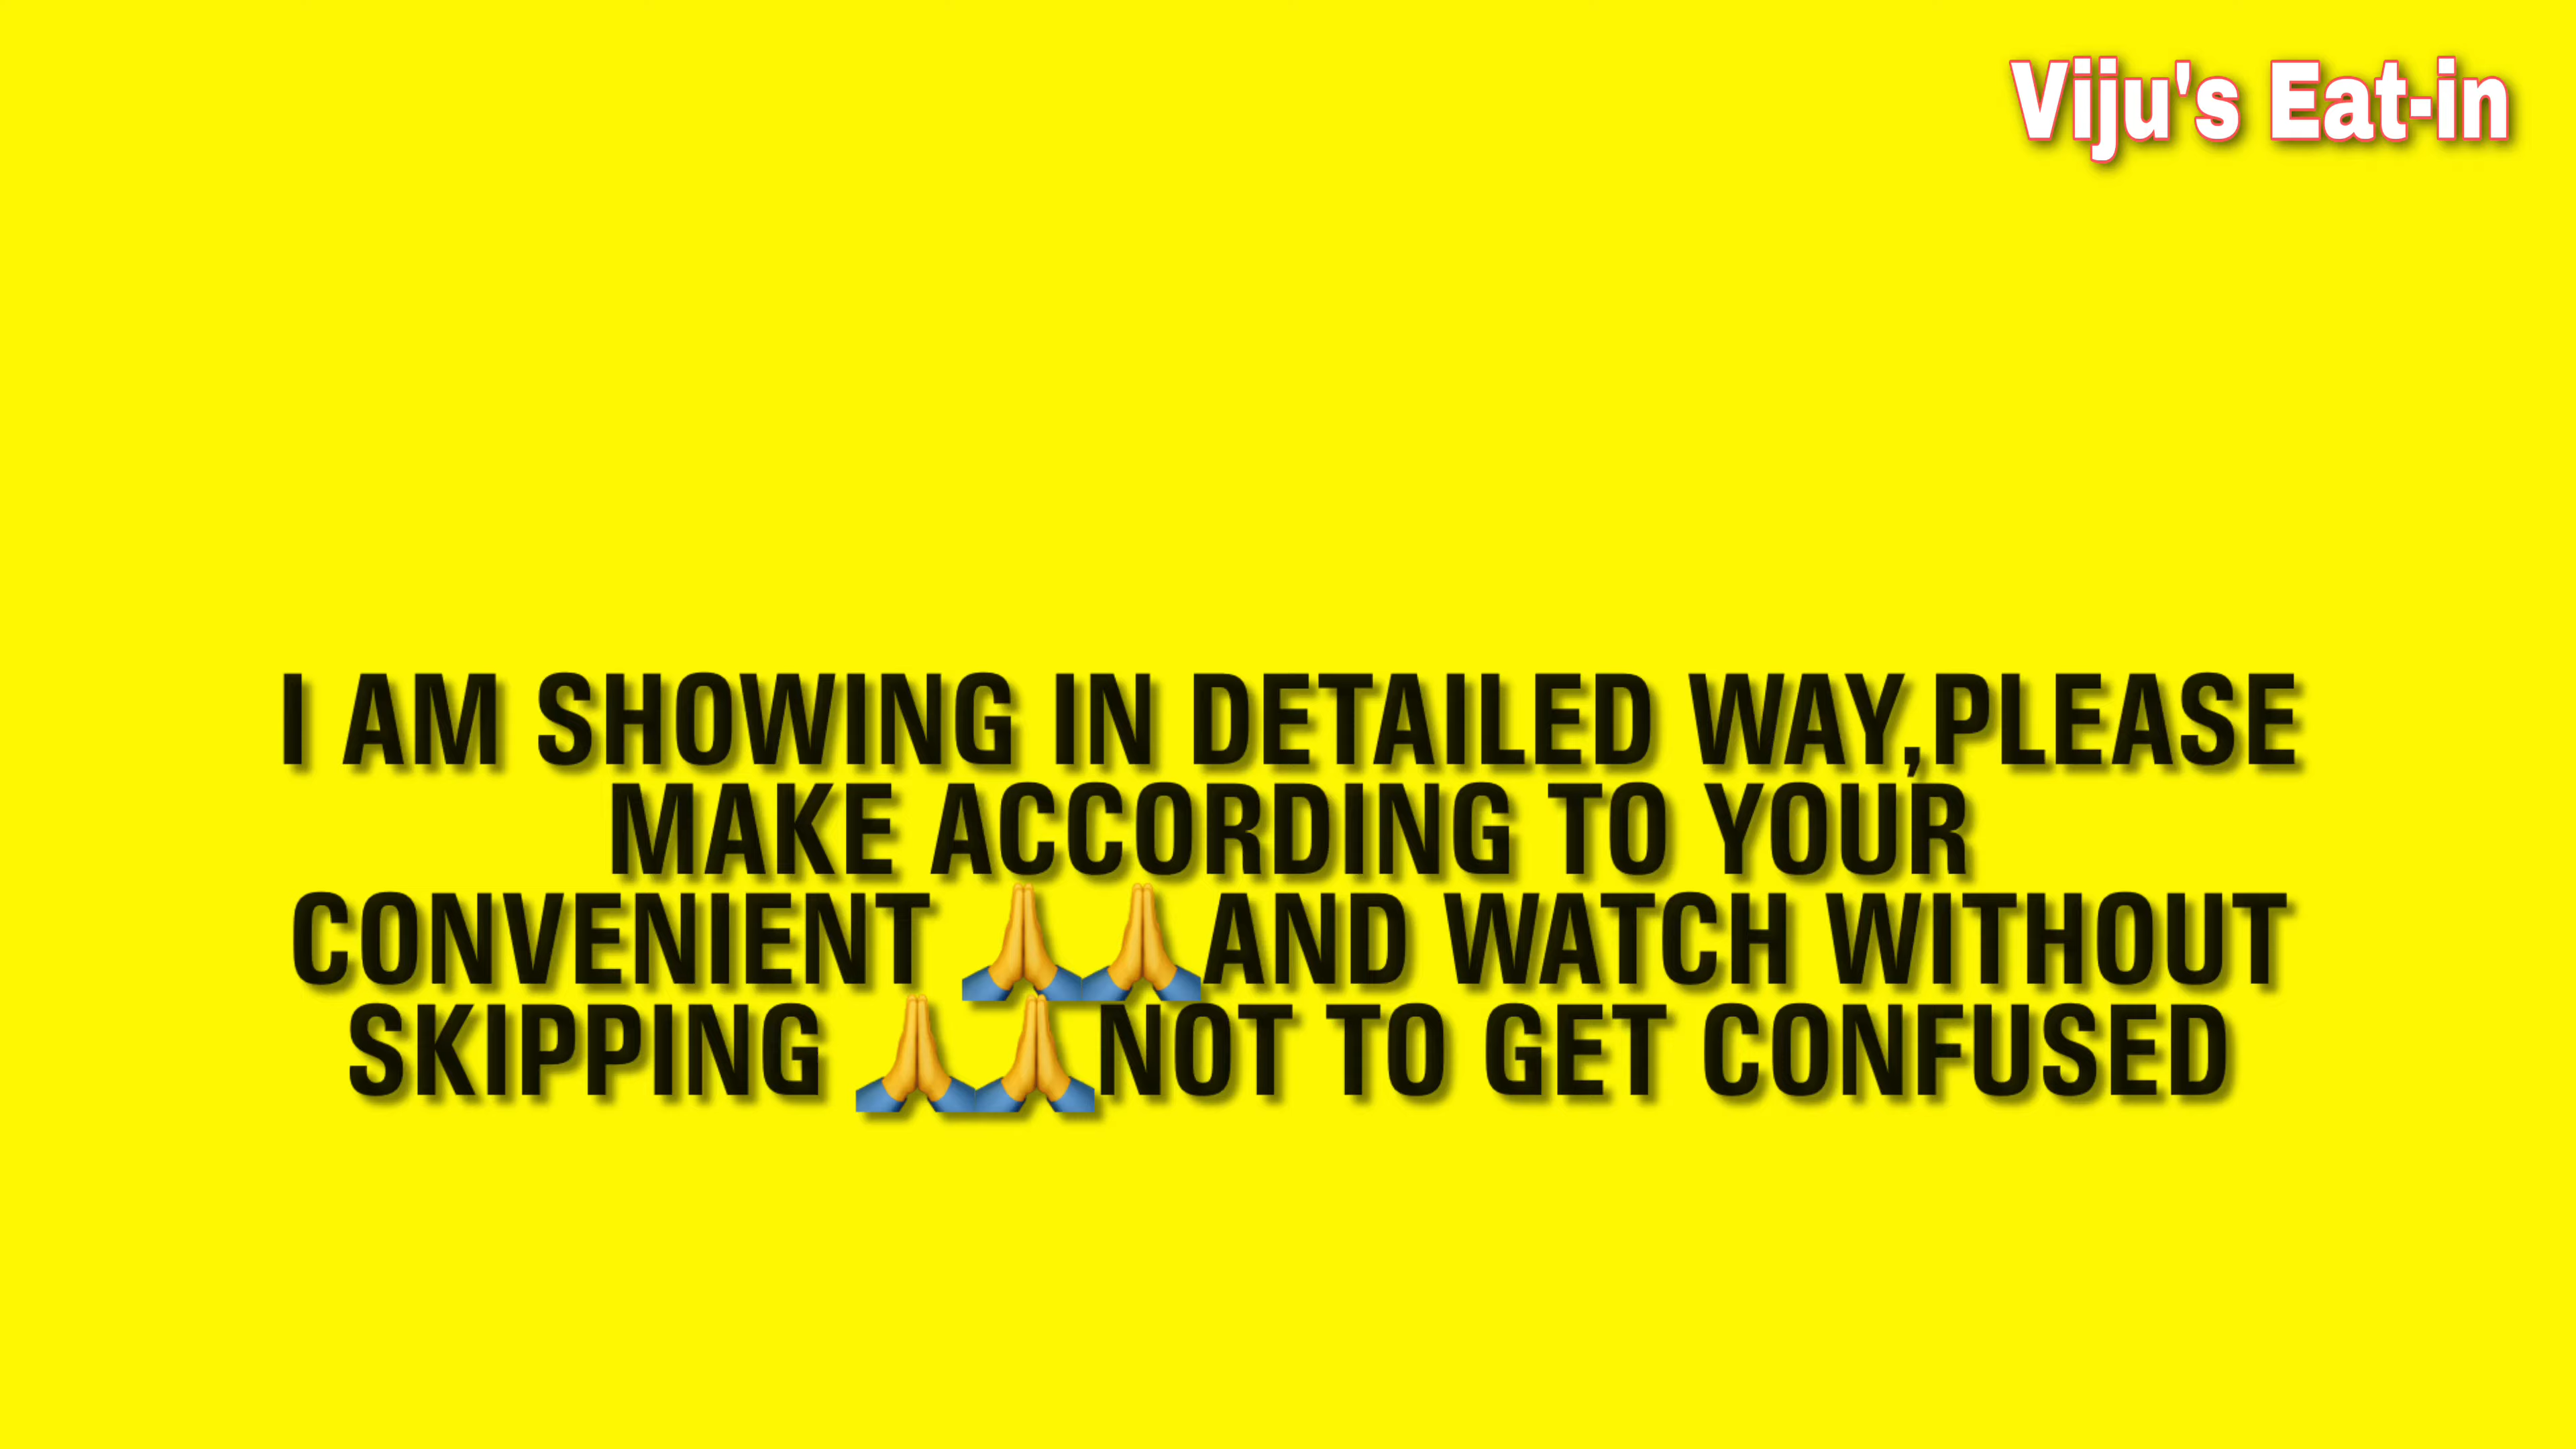 Viju's Eat-in
I AM SHOWING IN DETAILED WAY,PLEASE
MAKE ACCORDING TO YOUR
CONVENIENT 🙏🙏AND WATCH WITHOUT
SKIPPING 🙏🙏NOT TO GET CONFUSED